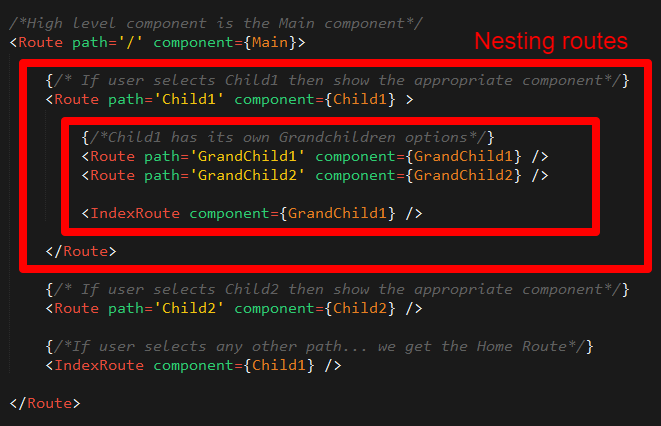 /*High level component is the Main component*/
<Route path='/' component={Main}>
Nesting routes
{/* If user selects Child1 then show the appropriate component*/}
<Route path='Child1' component={Child1} >
{/*Child1 has its own Grandchildren options*/}
<Route path='GrandChild1' component={GrandChild1} />
<Route path='GrandChild2' component={GrandChild2} />
<IndexRoute component={GrandChild1} />
</Route>
{/* If user selects Child2 then show the appropriate component*/}
<Route path='Child2' component={Child2} />
{/*If user selects any other path... we get the Home Route*/}
<IndexRoute component={Child1} />
</Route>